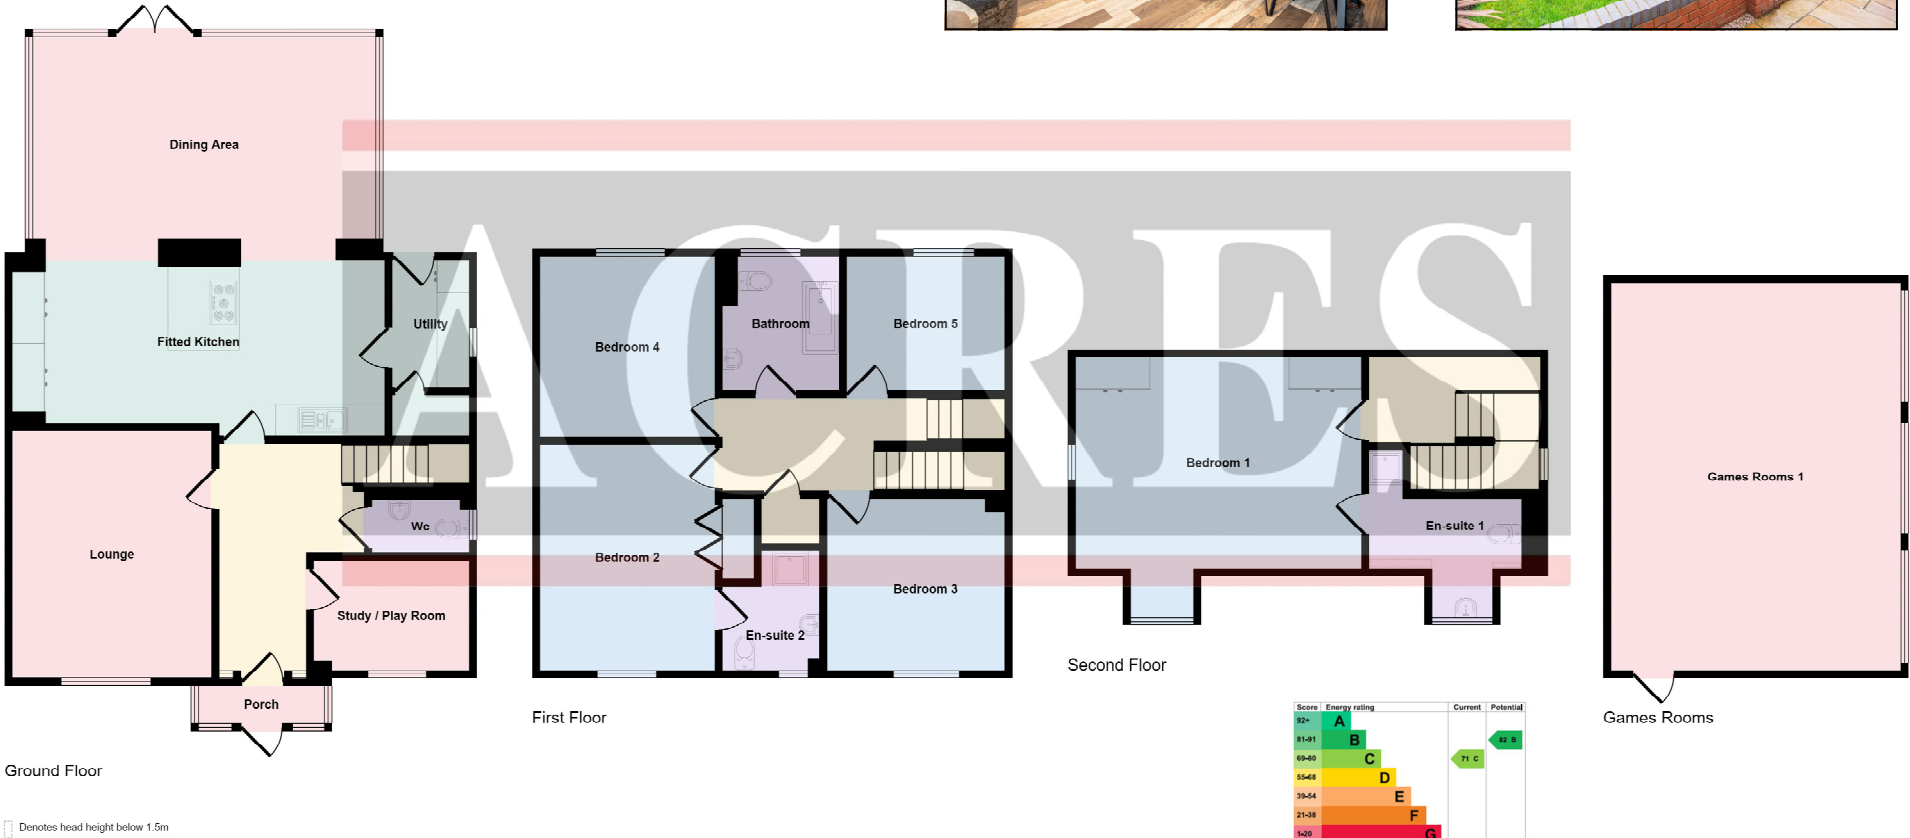 Dining Area
ACRES
Fitted Kitchen
Utility
Lounge
Wc
Study / Play Room
Porch
Ground Floor
Denotes head height below 1.5m
Bedroom 4
Bathroom
Bedroom 5
Bedroom 2
En-suite 2
Bedroom 3
First Floor
Bedroom 1
En-suite 1
Second Floor
Games Rooms 1
Games Rooms
Score Energy rating Current Potential
92+ A
81-91 B 82 B
69-80 C 71 C
55-68 D
39-54 E
21-38 F
1-20 G